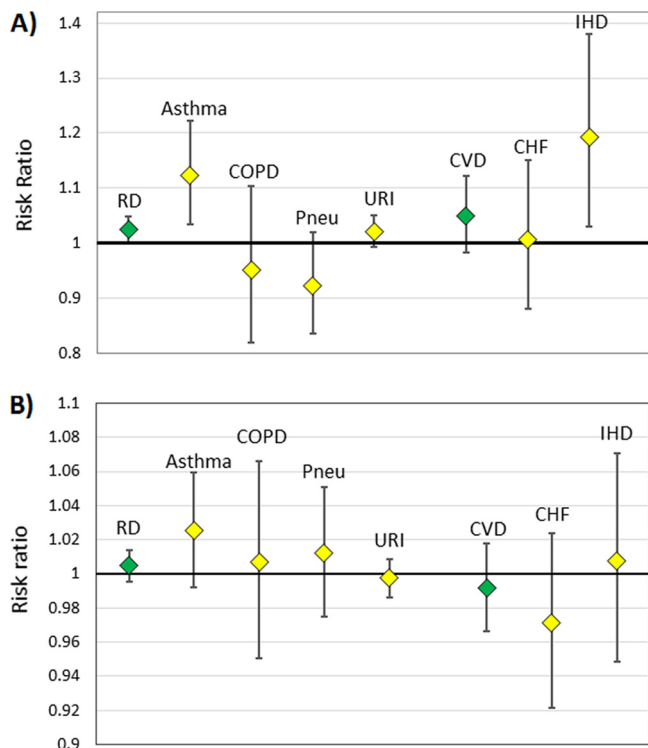 A)
Risk Ratio
1.4
1.3
1.2
1.1
1
0.9
0.8
RD
Asthma
COPD
Pneu
URI
CVD
CHF
IHD
B)
Risk ratio
1.1
1.08
1.06
1.04
1.02
1
0.98
0.96
0.94
0.92
0.9
RD
Asthma
COPD
Pneu
URI
CVD
CHF
IHD